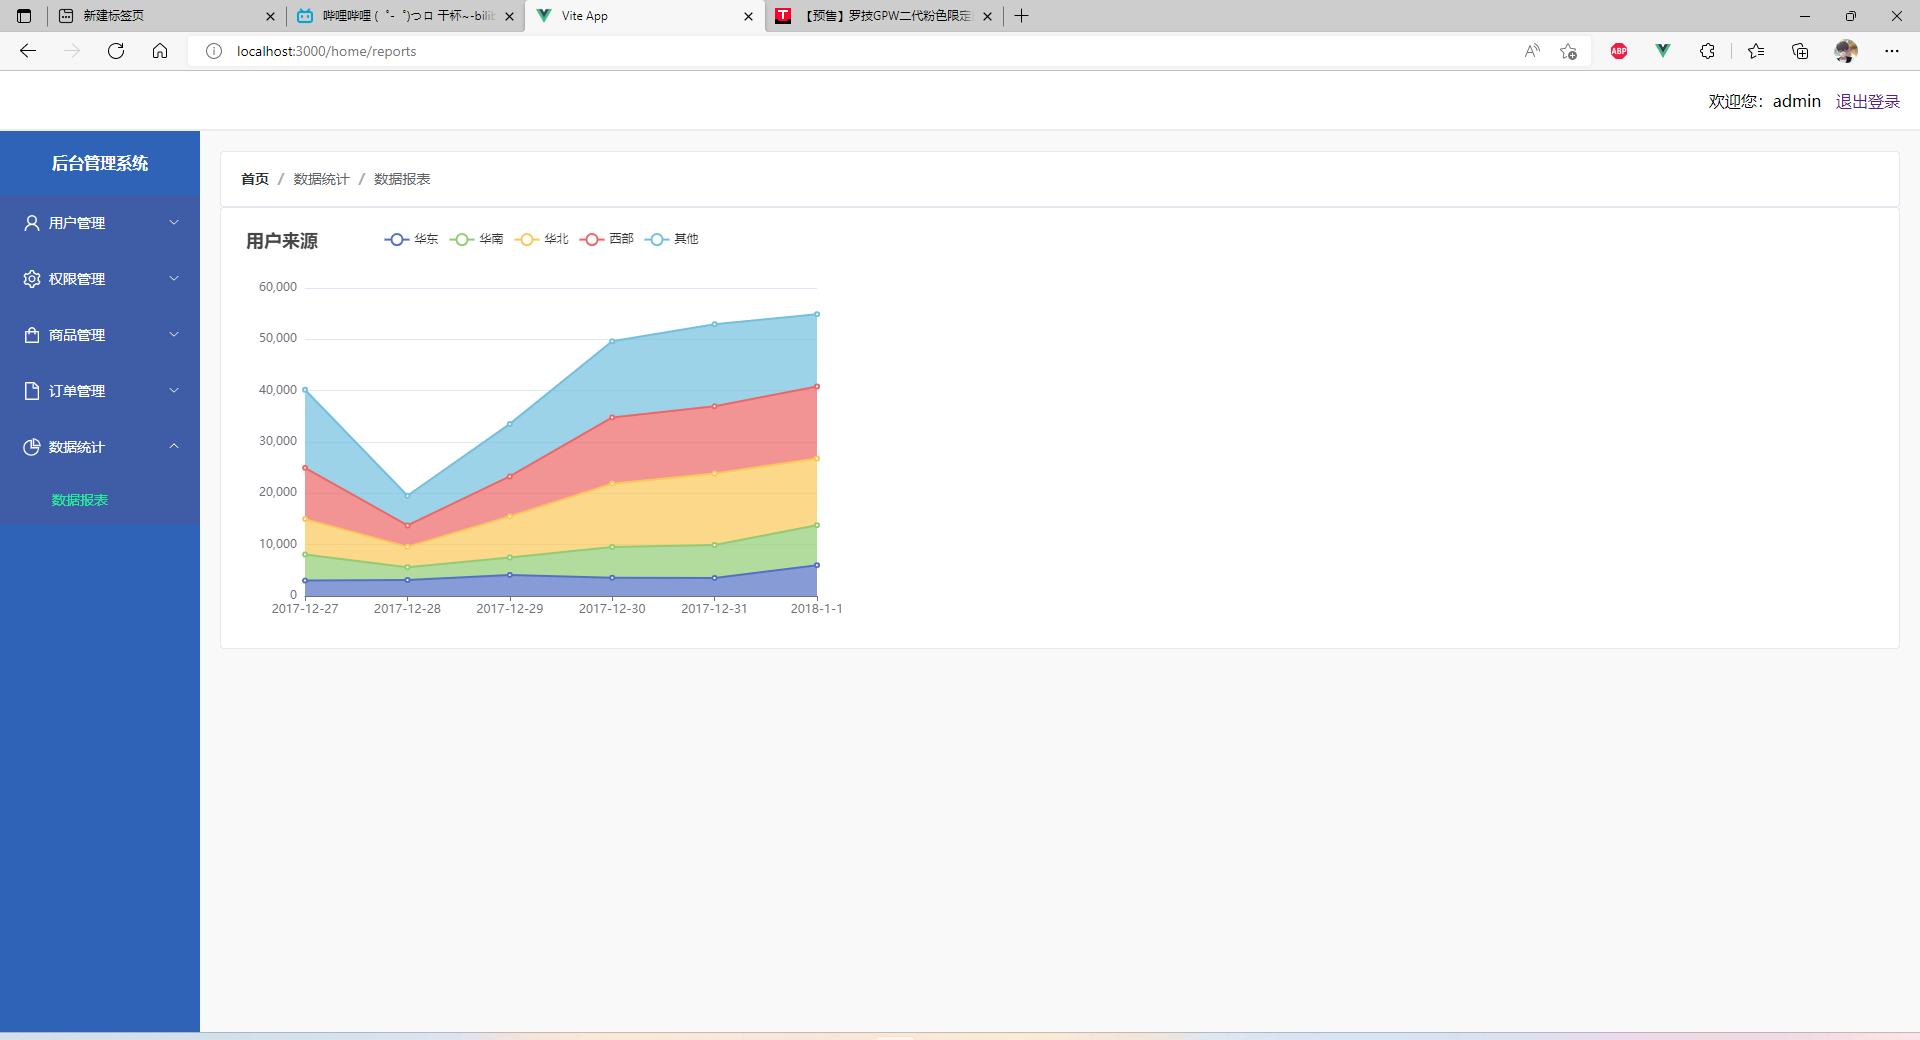 新建标签页
哔哩哔哩 (゜-゜)つロ 干杯~-bilib
Vite App
【预售】罗技GPW二代粉色限定
localhost:3000/home/reports
ABP
欢迎您：admin 退出登录
后台管理系统
用户管理
权限管理
商品管理
订单管理
数据统计
数据报表
首页 / 数据统计 / 数据报表
用户来源
华东 华南 华北 西部 其他
60,000
50,000
40,000
30,000
20,000
10,000
0
2017-12-27 2017-12-28 2017-12-29 2017-12-30 2017-12-31 2018-1-1